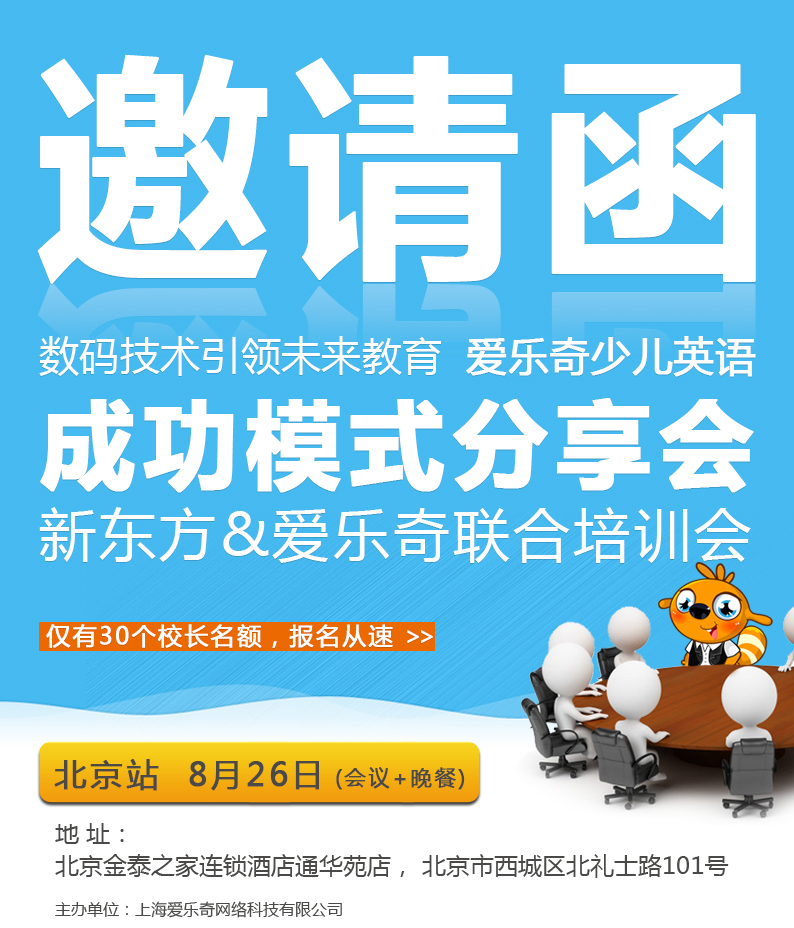 邀请函
数码技术引领未来教育 爱乐奇少儿英语
成功模式分享会
新东方&爱乐奇联合培训会
仅有30个校长名额，报名从速 >>
北京站 8月26日 (会议+晚餐)
地 址：
北京金泰之家连锁酒店通华苑店， 北京市西城区北礼士路101号
主办单位：上海爱乐奇网络科技有限公司